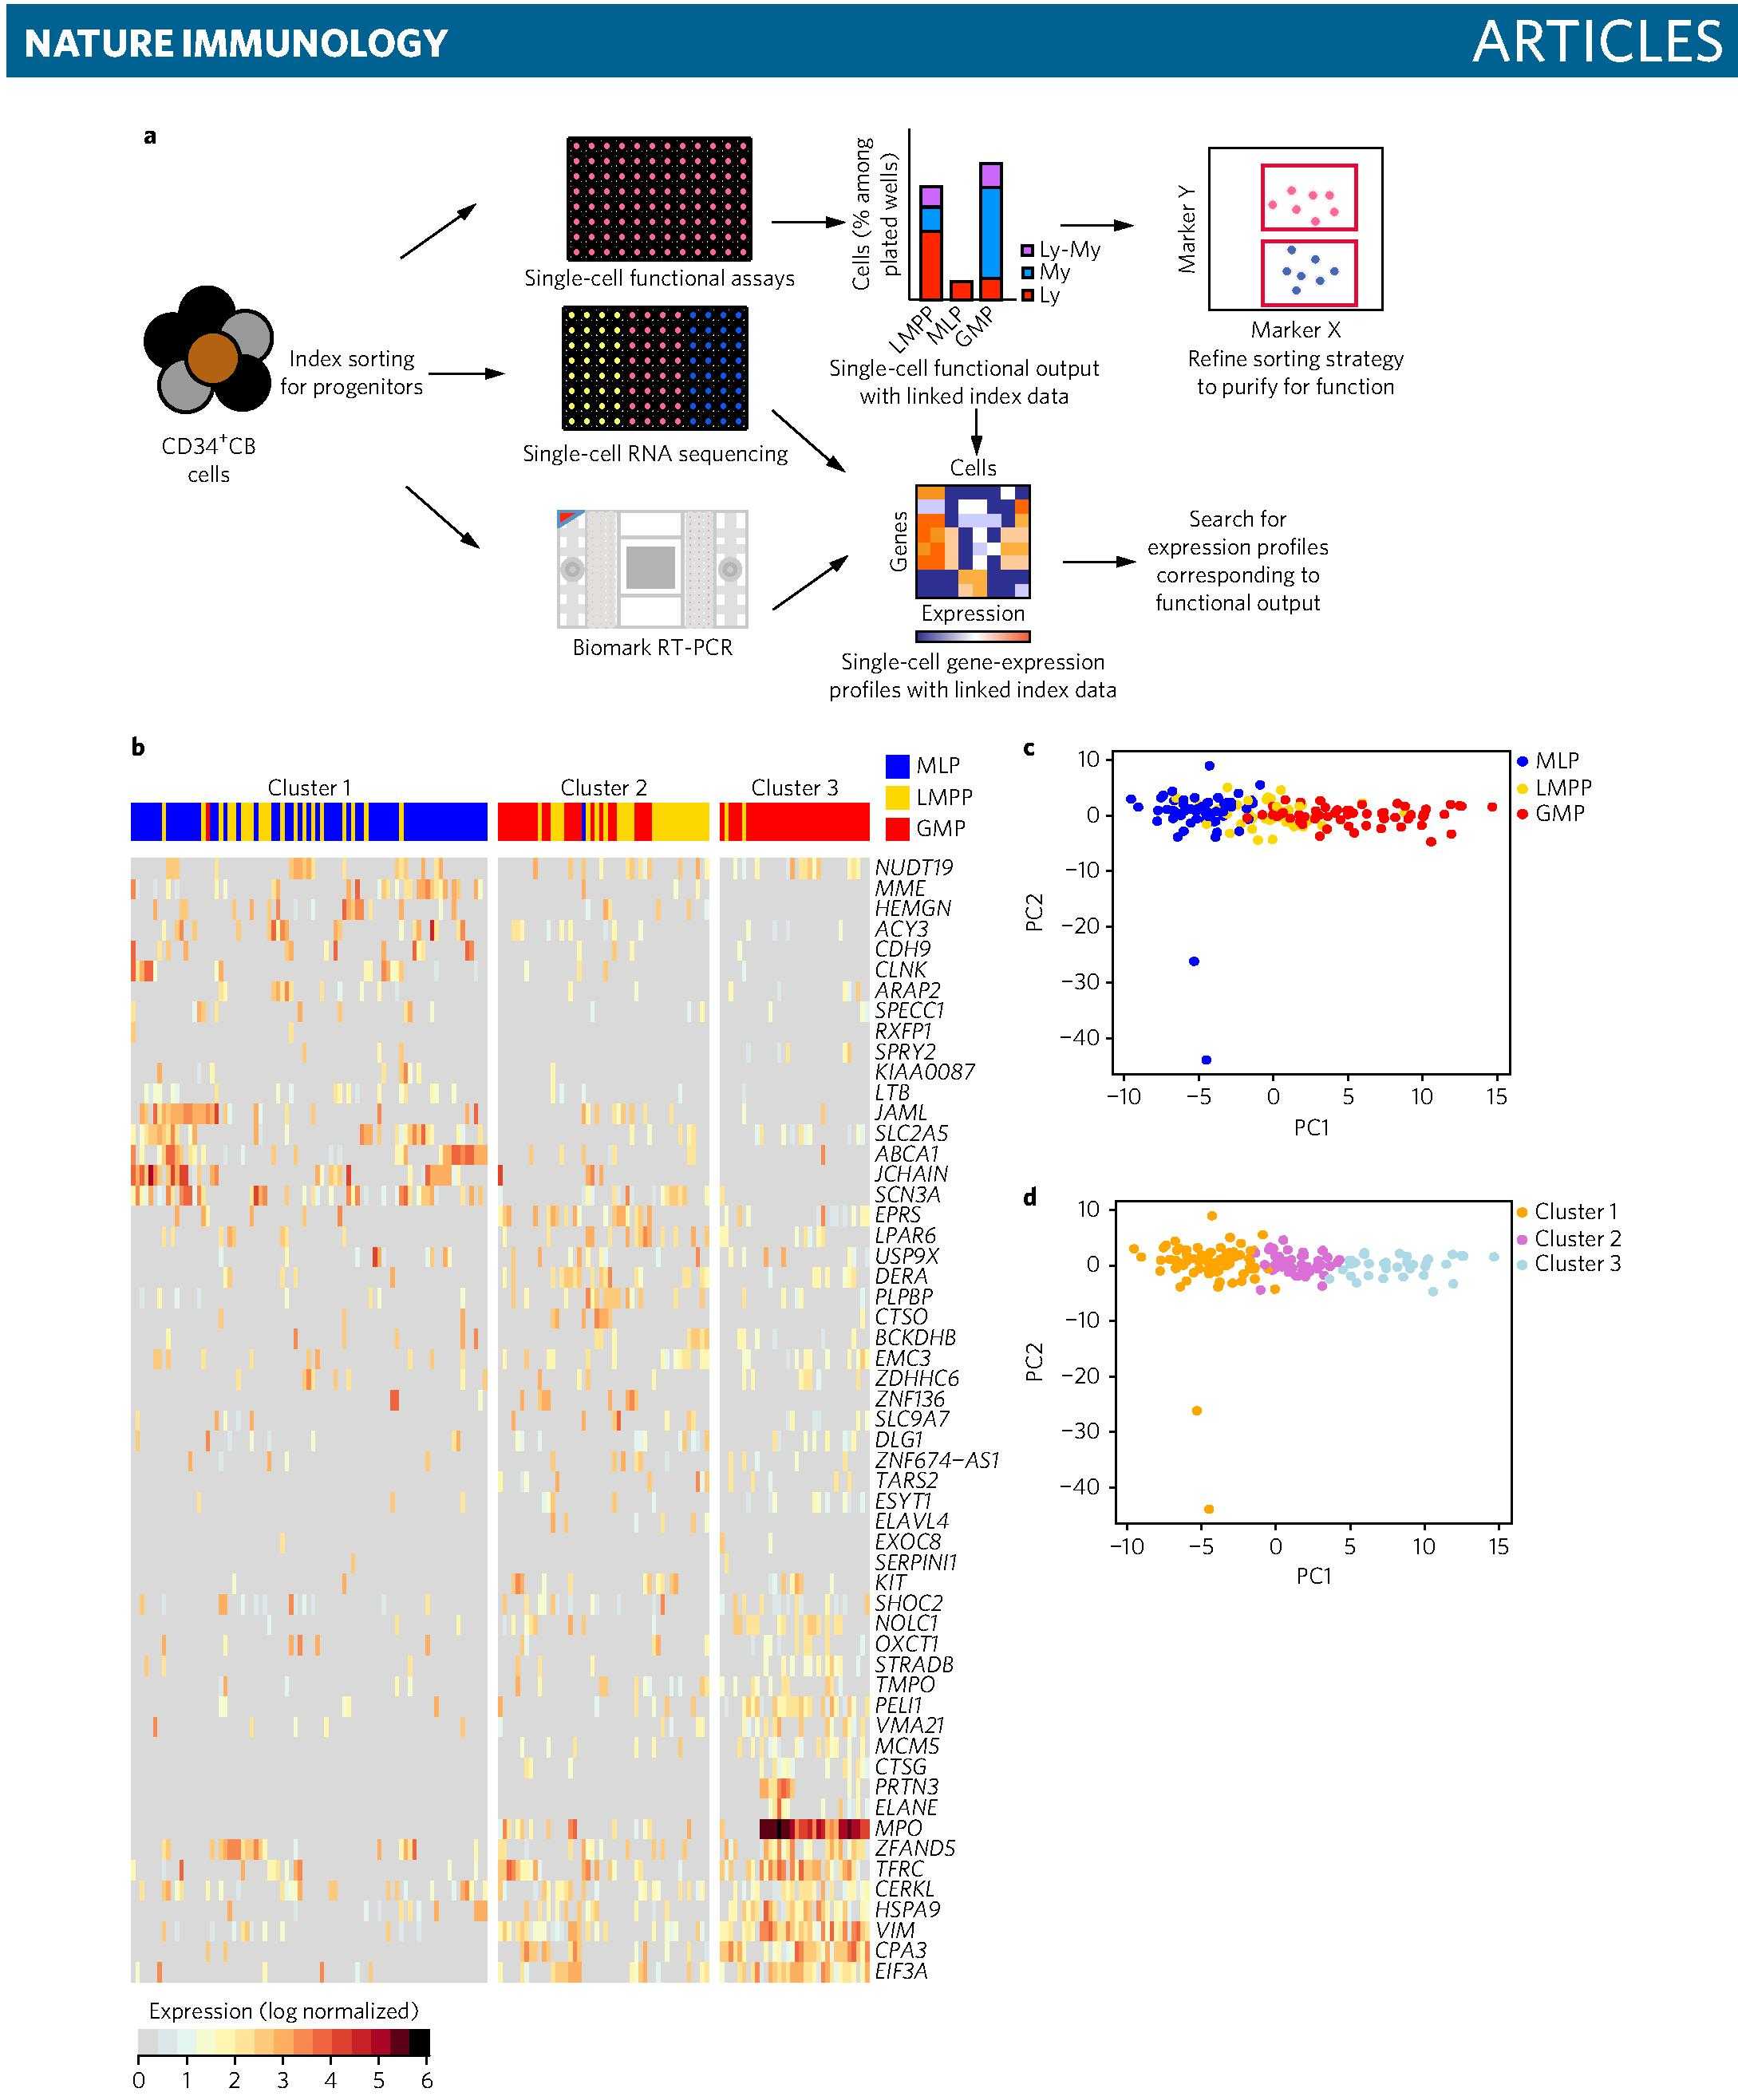 NATURE IMMUNOLOGY
ARTICLES
a
CD34+CB
cells
Index sorting
for progenitors
Single-cell functional assays
Single-cell RNA sequencing
Biomark RT-PCR
Cells (% among
plated wells)
Ly-My
My
Ly
LMPP
MLP
GMP
Single-cell functional output
with linked index data
Marker Y
Marker X
Refine sorting strategy
to purify for function
Cells
Genes
Expression
Single-cell gene-expression
profiles with linked index data
Search for
expression profiles
corresponding to
functional output
b
Cluster 1
Cluster 2
Cluster 3
MLP
LMPP
GMP
NUDT19
MME
HEMGN
ACY3
CDH9
CLNK
ARAP2
SPECC1
RXFP1
SPRY2
KIAA0087
LTB
JAML
SLC2A5
ABCA1
JCHAIN
SCN3A
EPRS
LPAR6
USP9X
DERA
PLPBP
CTSO
BCKDHB
EMC3
ZDHHC6
ZNF136
SLC9A7
DLG1
ZNF674−AS1
TARS2
ESYT1
ELAVL4
EXOC8
SERPINI1
KIT
SHOC2
NOLC1
OXCT1
STRADB
TMPO
PELI1
VMA21
MCM5
CTSG
PRTN3
ELANE
MPO
ZFAND5
TFRC
CERKL
HSPA9
VIM
CPA3
EIF3A
Expression (log normalized)
0 1 2 3 4 5 6
c
10
0
−10
−20
−30
−40
PC2
−10 −5 0 5 10 15
PC1
MLP
LMPP
GMP
d
10
0
−10
−20
−30
−40
PC2
−10 −5 0 5 10 15
PC1
Cluster 1
Cluster 2
Cluster 3